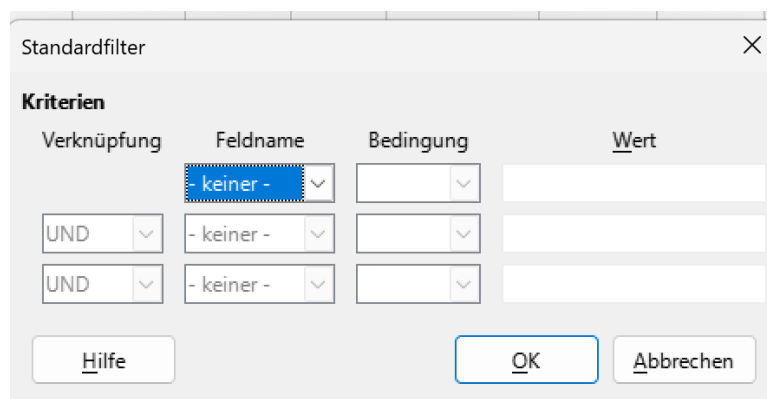 Standardfilter
Kriterien
Verknüpfung Feldname Bedingung Wert
- keiner -
UND - keiner -
UND - keiner -
Hilfe OK Abbrechen